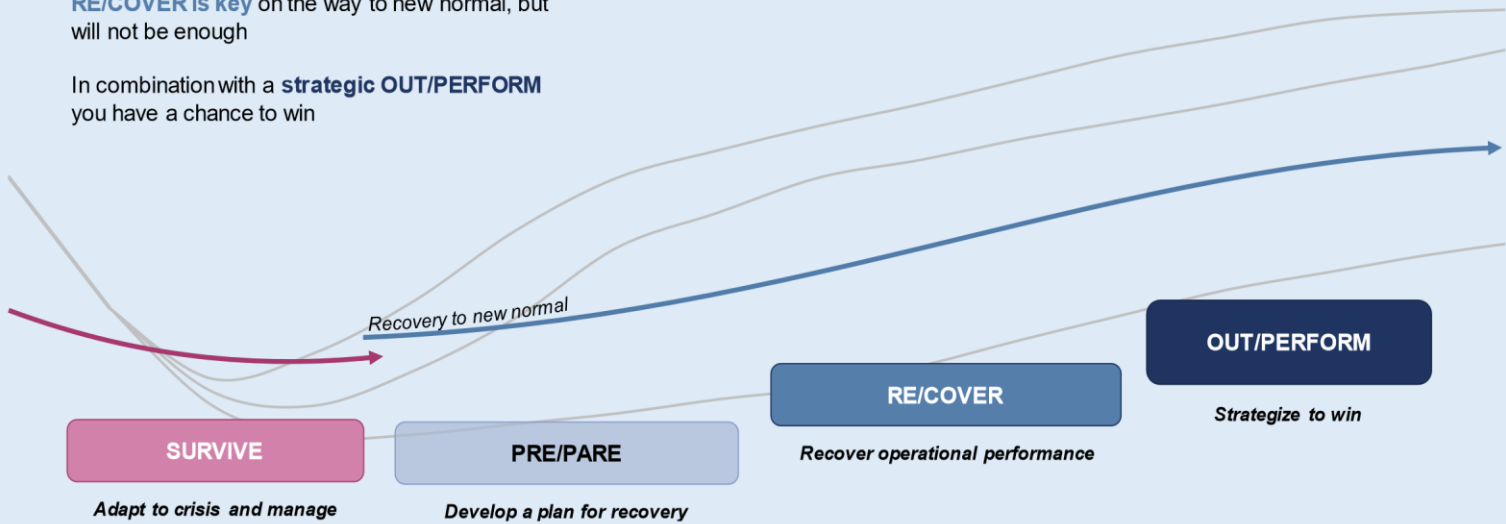 RE/COVER is key on the way to new normal, but
will not be enough
In combination with a strategic OUT/PERFORM
you have a chance to win
Recovery to new normal
OUT/PERFORM
Strategize to win
RE/COVER
Recover operational performance
SURVIVE
Adapt to crisis and manage
PRE/PARE
Develop a plan for recovery